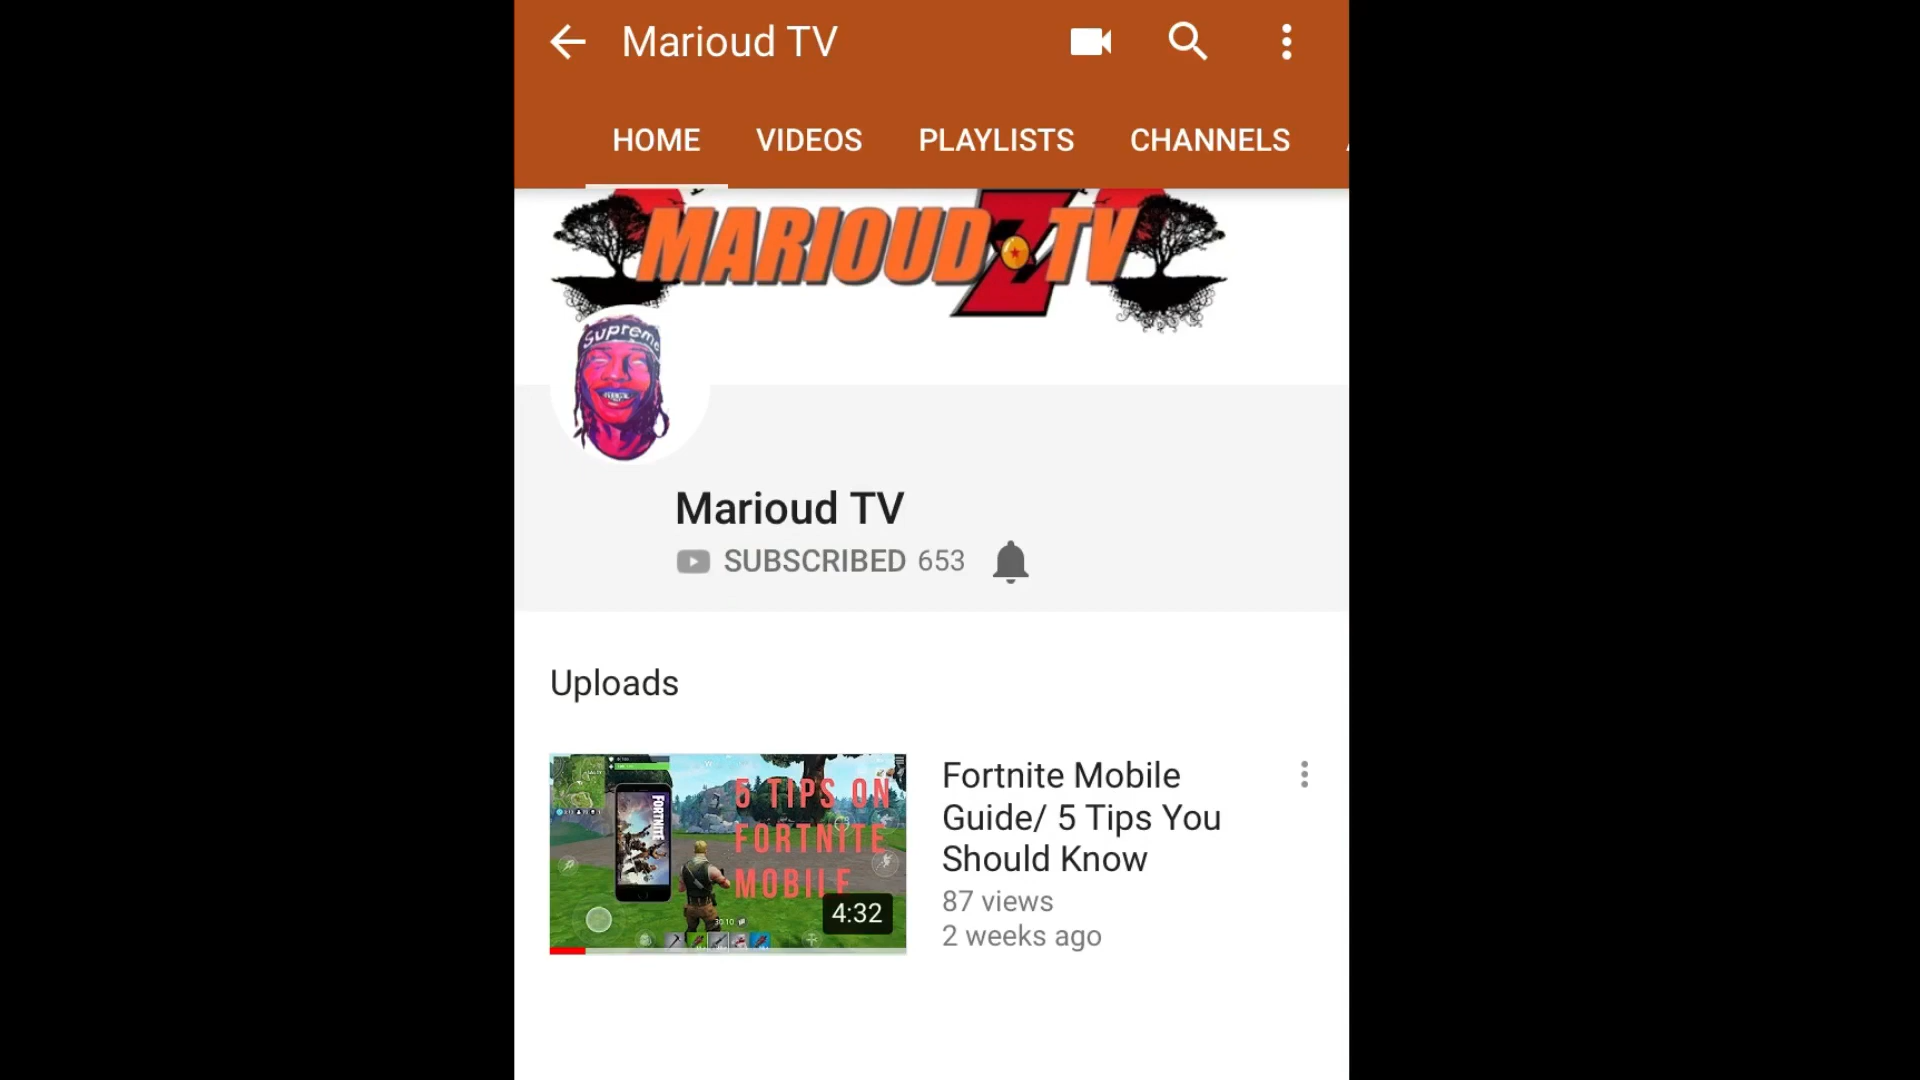 Marioud TV
HOME VIDEOS PLAYLISTS CHANNELS
MARIOUD Z TV
Supreme
Marioud TV
SUBSCRIBED 653
Uploads
5 TIPS ON
FORTNITE
MOBILE
FORTNITE
4:32
Fortnite Mobile
Guide/ 5 Tips You
Should Know
87 views
2 weeks ago